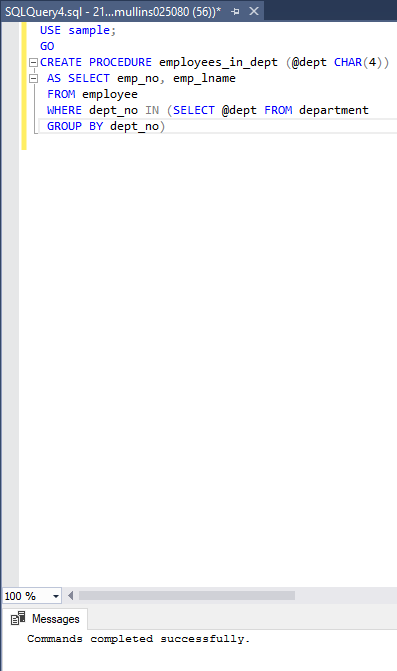 SQLQuery4.sql - 21...mullins025080 (56))*
USE sample;
GO
CREATE PROCEDURE employees_in_dept (@dept CHAR(4))
AS SELECT emp_no, emp_lname
FROM employee
WHERE dept_no IN (SELECT @dept FROM department
GROUP BY dept_no)
100 %
Messages
Commands completed successfully.